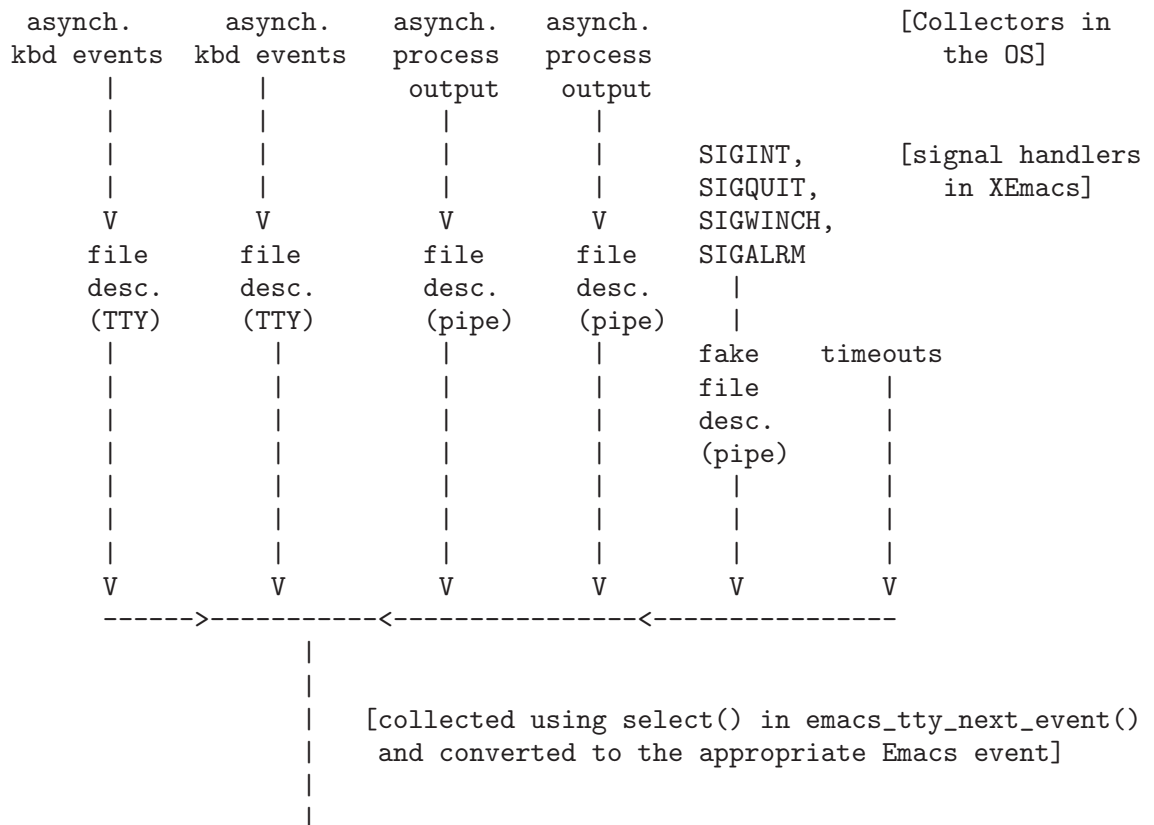 asynch. asynch. asynch. asynch. [Collectors in
kbd events kbd events process process the OS]
| | output output
| | | |
| | | | SIGINT, [signal handlers
| | | | SIGQUIT, in XEmacs]
V V V V SIGWINCH,
file file file file SIGALRM
desc. desc. desc. desc. |
(TTY) (TTY) (pipe) (pipe) |
| | | | fake timeouts
| | | | file |
| | | | desc. |
| | | | (pipe) |
| | | | | |
| | | | | |
| | | | | |
V V V V V V
------>-----------<----------------<----------------
|
|
| [collected using select() in emacs_tty_next_event()
| and converted to the appropriate Emacs event]
|
|